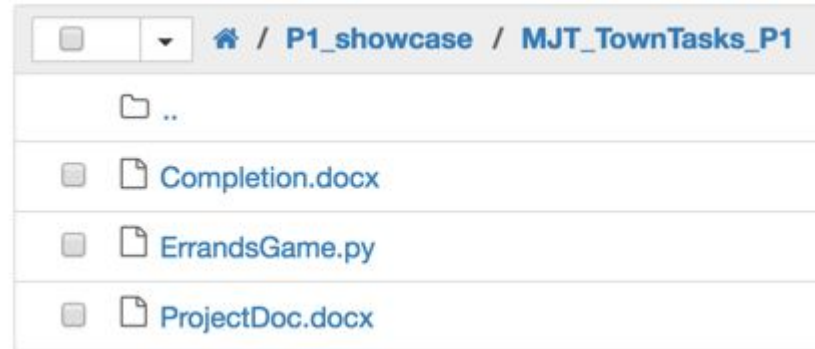 / P1_showcase / MJT_TownTasks_P1
..
Completion.docx
ErrandsGame.py
ProjectDoc.docx